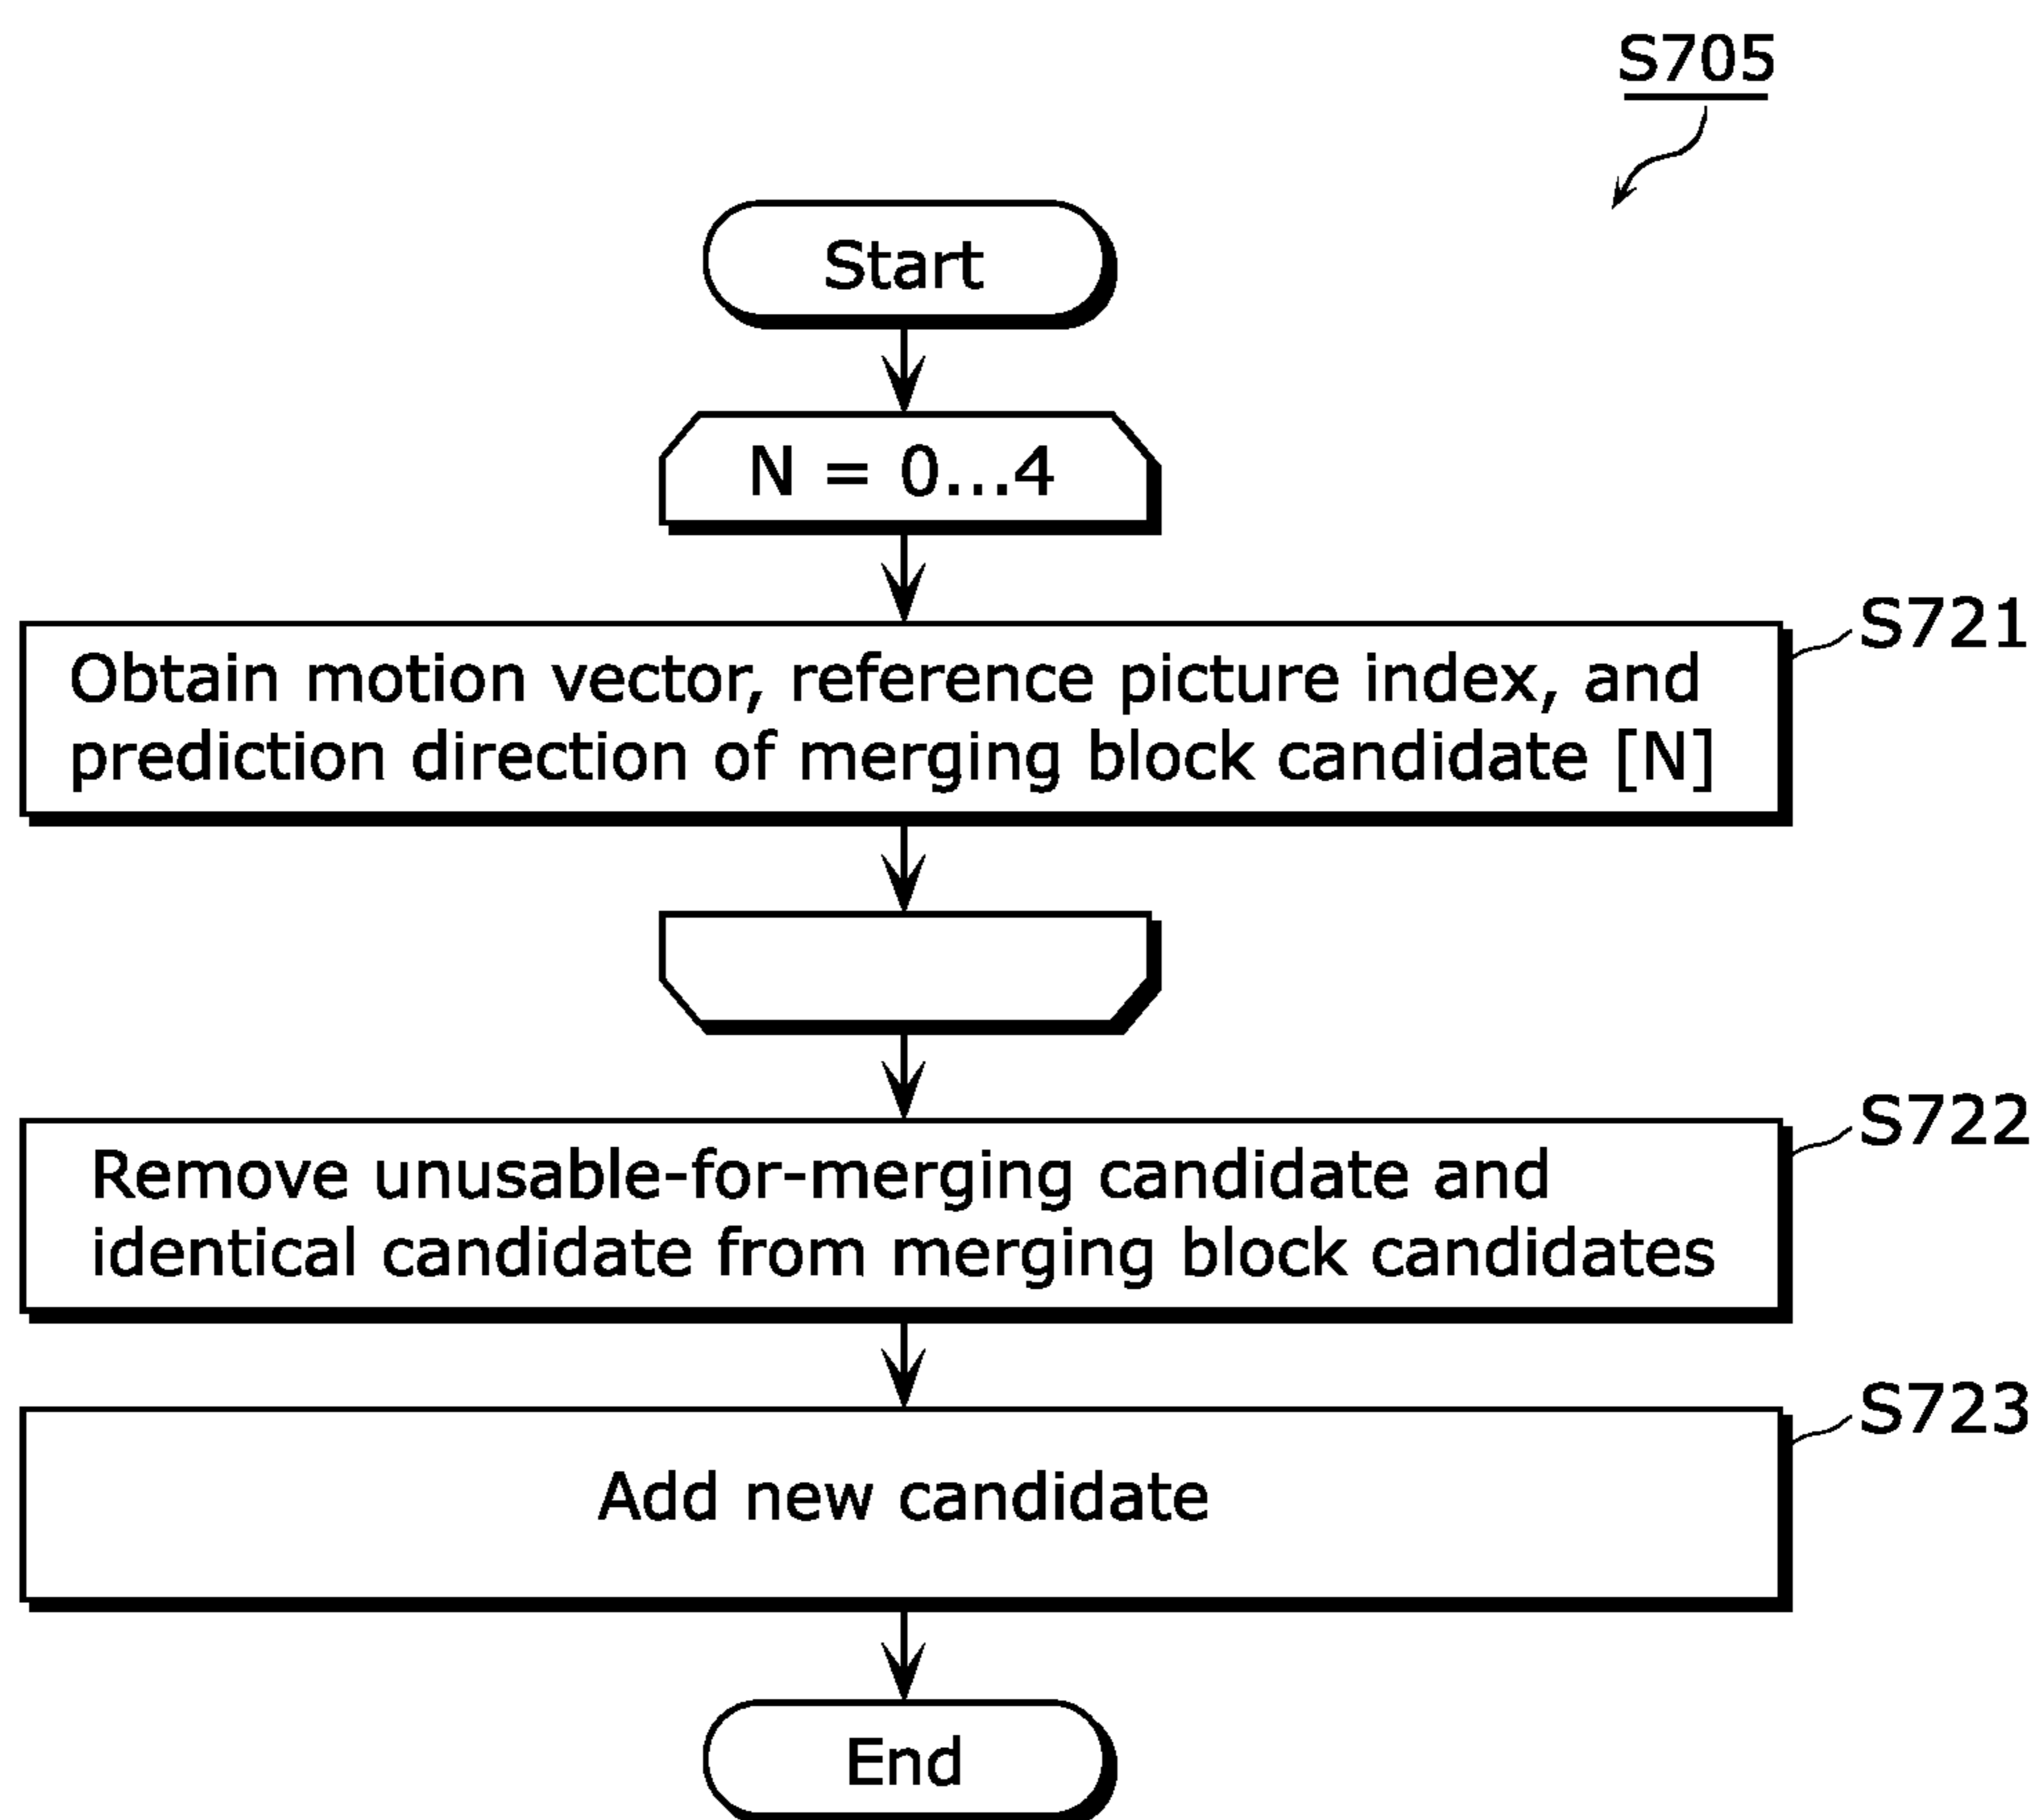 S705
Start
N = 0...4
S721
Obtain motion vector, reference picture index, and
prediction direction of merging block candidate [N]
S722
Remove unusable-for-merging candidate and
identical candidate from merging block candidates
S723
Add new candidate
End